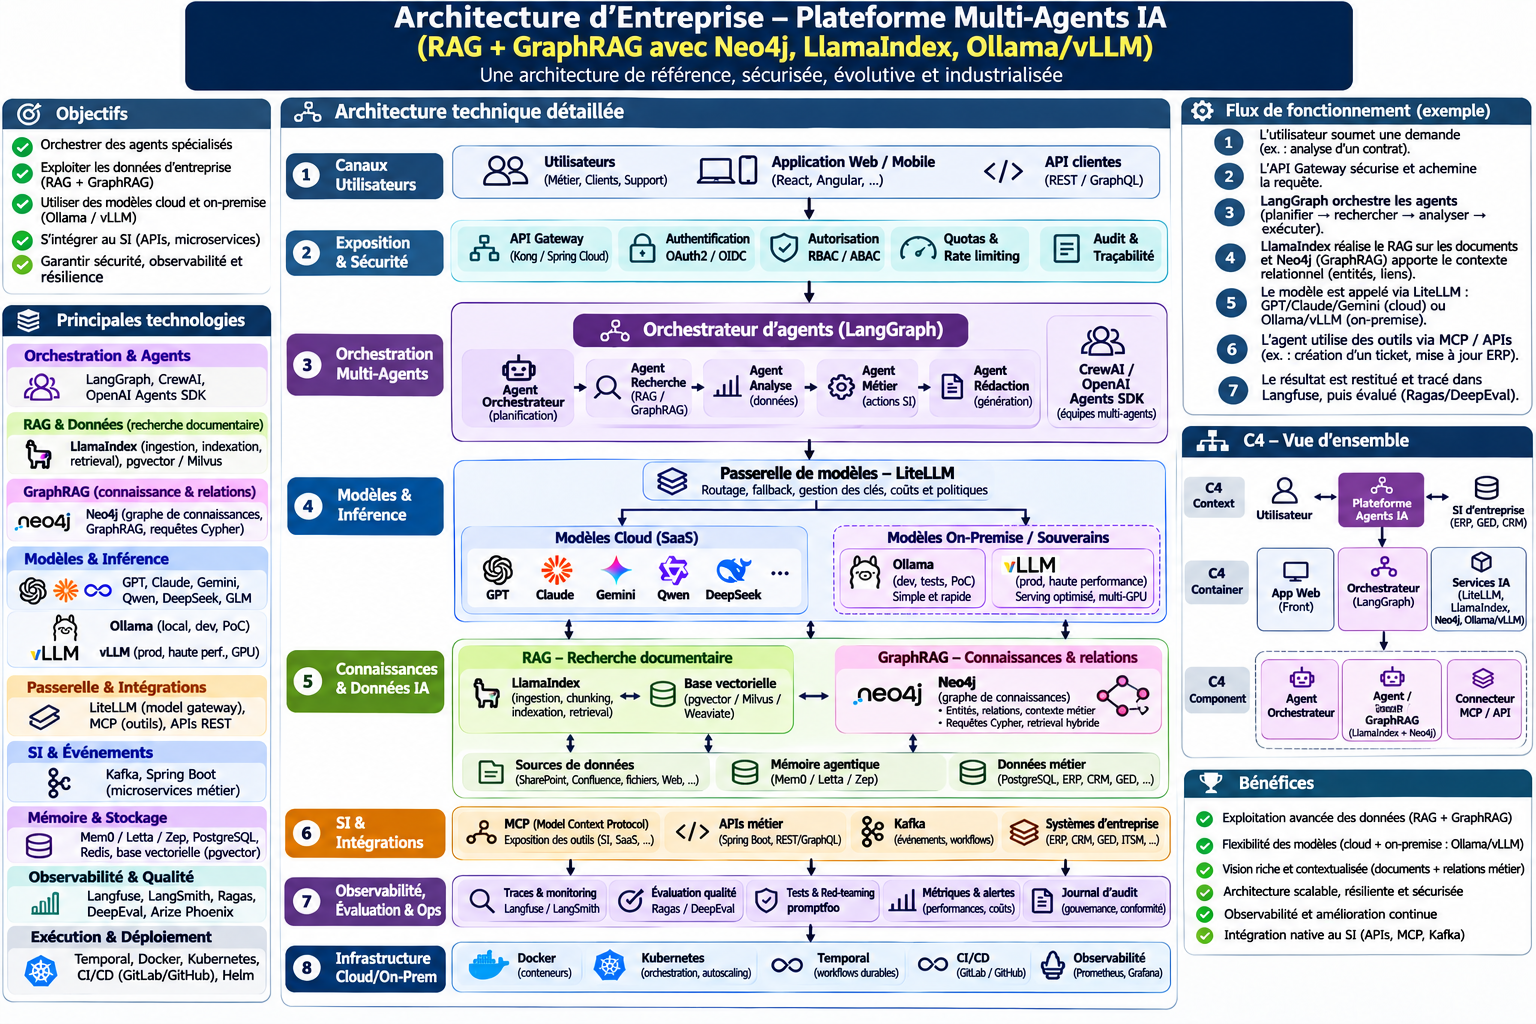 Architecture d’Entreprise – Plateforme Multi-Agents IA
(RAG + GraphRAG avec Neo4j, LlamaIndex, Ollama/vLLM)
Une architecture de référence, sécurisée, évolutive et industrialisée
Objectifs
Orchestrer des agents spécialisés
Exploiter les données d’entreprise
(RAG + GraphRAG)
Utiliser des modèles cloud et on-premise
(Ollama / vLLM)
S’intégrer au SI (APIs, microservices)
Garantir sécurité, observabilité et
résilience
Principales technologies
Orchestration & Agents
LangGraph, CrewAI,
OpenAI Agents SDK
RAG & Données (recherche documentaire)
LlamaIndex (ingestion, indexation,
retrieval), pgvector / Milvus
GraphRAG (connaissance & relations)
neo4j
Neo4j (graphe de connaissances,
GraphRAG, requêtes Cypher)
Modèles & Inférence
GPT, Claude, Gemini,
Qwen, DeepSeek, GLM
Ollama (local, dev, PoC)
vLLM
vLLM (prod, haute perf., GPU)
Passerelle & Intégrations
LiteLLM (model gateway),
MCP (outils), APIs REST
SI & Événements
Kafka, Spring Boot
(microservices métier)
Mémoire & Stockage
Mem0 / Letta / Zep, PostgreSQL,
Redis, base vectorielle (pgvector)
Observabilité & Qualité
Langfuse, LangSmith, Ragas,
DeepEval, Arize Phoenix
Exécution & Déploiement
Temporal, Docker, Kubernetes,
CI/CD (GitLab/GitHub), Helm
Architecture technique détaillée
1
Canaux
Utilisateurs
Utilisateurs
(Métier, Clients, Support)
Application Web / Mobile
(React, Angular, ...)
</>
API clientes
(REST / GraphQL)
2
Exposition
& Sécurité
API Gateway
(Kong / Spring Cloud)
Authentification
OAuth2 / OIDC
Autorisation
RBAC / ABAC
Quotas &
Rate limiting
Audit &
Traçabilité
3
Orchestration
Multi-Agents
Orchestrateur d’agents (LangGraph)
Agent
Orchestrateur
(planification)
Agent
Recherche
(RAG /
GraphRAG)
Agent
Analyse
(données)
Agent
Métier
(actions SI)
Agent
Rédaction
(génération)
CrewAI /
OpenAI
Agents SDK
(équipes multi-agents)
4
Modèles &
Inférence
Passerelle de modèles – LiteLLM
Routage, fallback, gestion des clés, coûts et politiques
Modèles Cloud (SaaS)
GPT
Claude
Gemini
Qwen
DeepSeek
...
Modèles On-Premise / Souverains
Ollama
(dev, tests, PoC)
Simple et rapide
vLLM
(prod, haute performance)
Serving optimisé, multi-GPU
5
Connaissances
& Données IA
RAG – Recherche documentaire
LlamaIndex
(ingestion, chunking,
indexation, retrieval)
Base vectorielle
(pgvector / Milvus /
Weaviate)
GraphRAG – Connaissances & relations
neo4j
Neo4j
(graphe de connaissances)
• Entités, relations, contexte métier
• Requêtes Cypher, retrieval hybride
Sources de données
(SharePoint, Confluence, fichiers, Web, ...)
Mémoire agentique
(Mem0 / Letta / Zep)
Données métier
(PostgreSQL, ERP, CRM, GED, ...)
6
SI &
Intégrations
MCP (Model Context Protocol)
Exposition des outils (SI, SaaS, ...)
</>
APIs métier
(Spring Boot, REST/GraphQL)
Kafka
(événements, workflows)
Systèmes d’entreprise
(ERP, CRM, GED, ITSM, ...)
7
Observabilité,
Évaluation & Ops
Traces & monitoring
Langfuse / LangSmith
Évaluation qualité
Ragas / DeepEval
Tests & Red-teaming
promptfoo
Métriques & alertes
(performances, coûts)
Journal d’audit
(gouvernance, conformité)
8
Infrastructure
Cloud/On-Prem
Docker
(conteneurs)
Kubernetes
(orchestration, autoscaling)
Temporal
(workflows durables)
CI/CD
(GitLab / GitHub)
Observabilité
(Prometheus, Grafana)
Flux de fonctionnement (exemple)
1
L’utilisateur soumet une demande
(ex. : analyse d’un contrat).
2
L’API Gateway sécurise et achemine
la requête.
3
LangGraph orchestre les agents
(planifier → rechercher → analyser →
exécuter).
4
LlamaIndex réalise le RAG sur les documents
et Neo4j (GraphRAG) apporte le contexte
relationnel (entités, liens).
5
Le modèle est appelé via LiteLLM :
GPT/Claude/Gemini (cloud) ou
Ollama/vLLM (on-premise).
6
L’agent utilise des outils via MCP / APIs
(ex. : création d’un ticket, mise à jour ERP).
7
Le résultat est restitué et tracé dans
Langfuse, puis évalué (Ragas/DeepEval).
C4 – Vue d’ensemble
C4
Context
Utilisateur
Plateforme
Agents IA
SI d’entreprise
(ERP, GED, CRM)
C4
Container
App Web
(Front)
Orchestrateur
(LangGraph)
Services IA
(LiteLLM,
LlamaIndex,
Neo4j, Ollama/vLLM)
C4
Component
Agent
Orchestrateur
Agent /
GraphRAG
(LlamaIndex + Neo4j)
Connecteur
MCP / API
Bénéfices
Exploitation avancée des données (RAG + GraphRAG)
Flexibilité des modèles (cloud + on-premise : Ollama/vLLM)
Vision riche et contextualisée (documents + relations métier)
Architecture scalable, résiliente et sécurisée
Observabilité et amélioration continue
Intégration native au SI (APIs, MCP, Kafka)